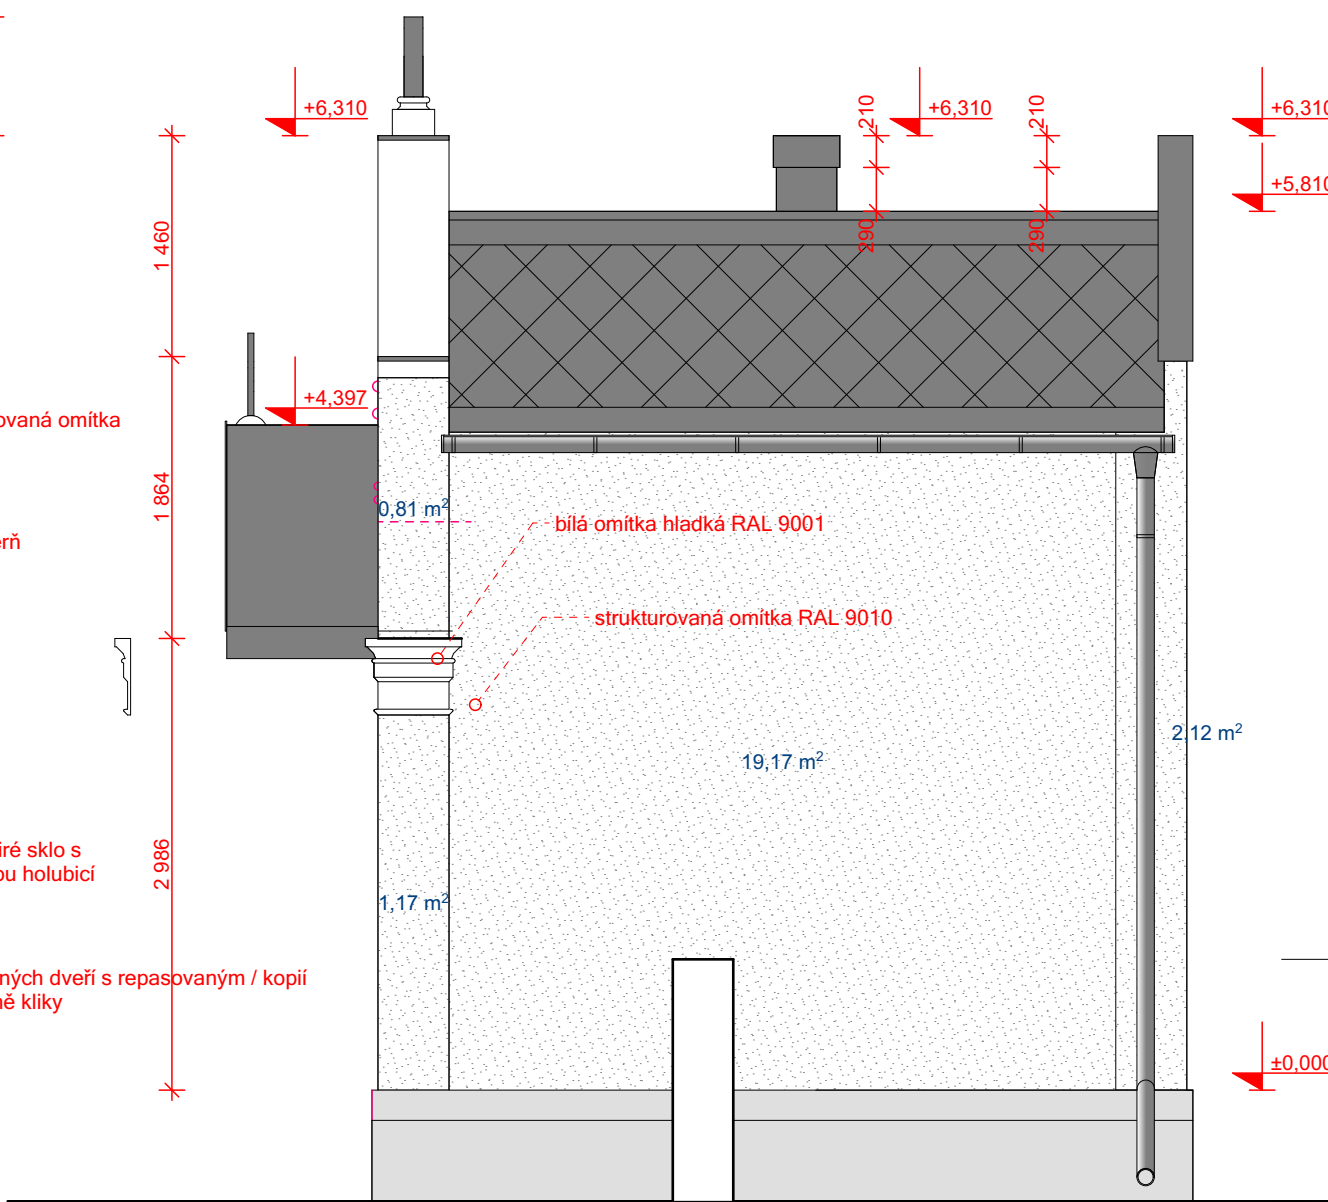 +6,310
210
+6,310
210
+6,310
+5,810
1 460
290
290
+4,397
ovaná omítka
1 864
0,81 m²
bílá omítka hladká RAL 9001
erň
strukturovaná omítka RAL 9010
2,12 m²
19,17 m²
iré sklo s
ou holubicí
2 986
1,17 m²
ných dveří s repasovaným / kopií
ně kliky
±0,000